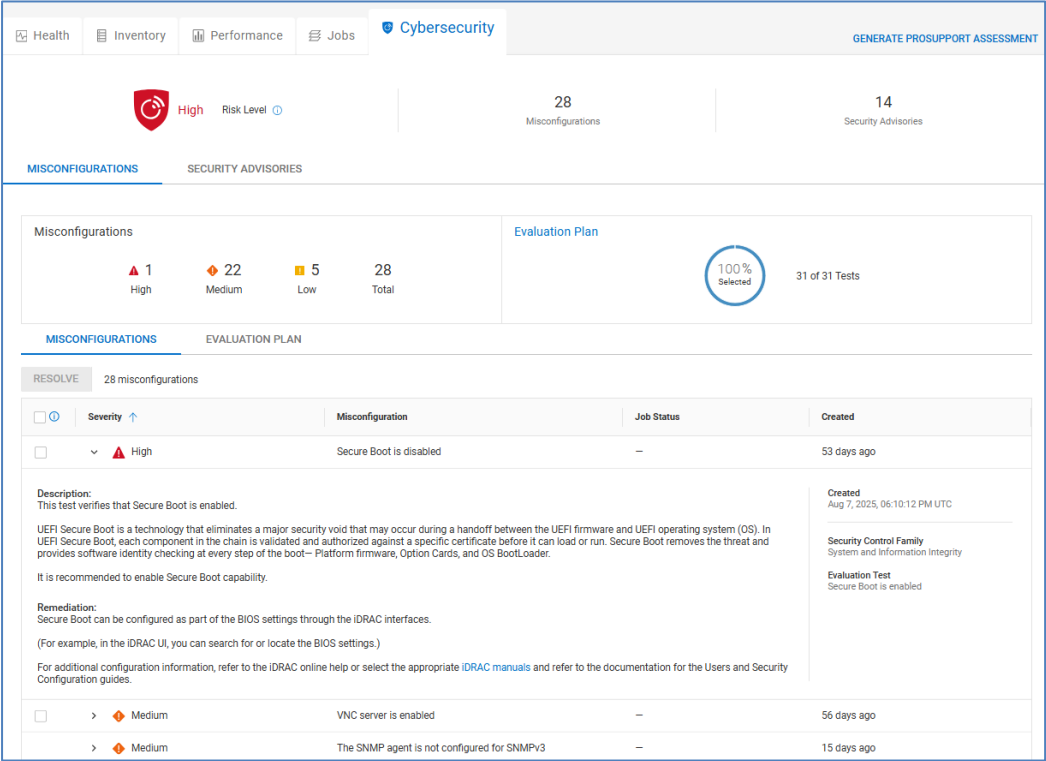 Health
Inventory
Performance
Jobs
Cybersecurity
GENERATE PROSUPPORT ASSESSMENT
High
Risk Level
28
Misconfigurations
14
Security Advisories
MISCONFIGURATIONS
SECURITY ADVISORIES
Misconfigurations
1
High
22
Medium
5
Low
28
Total
Evaluation Plan
100%
Selected
31 of 31 Tests
MISCONFIGURATIONS
EVALUATION PLAN
RESOLVE
28 misconfigurations
Severity
Misconfiguration
Job Status
Created
High
Secure Boot is disabled
—
53 days ago
Description:
This test verifies that Secure Boot is enabled.
UEFI Secure Boot is a technology that eliminates a major security void that may occur during a handoff between the UEFI firmware and UEFI operating system (OS). In
UEFI Secure Boot, each component in the chain is validated and authorized against a specific certificate before it can load or run. Secure Boot removes the threat and
provides software identity checking at every step of the boot— Platform firmware, Option Cards, and OS BootLoader.
It is recommended to enable Secure Boot capability.
Remediation:
Secure Boot can be configured as part of the BIOS settings through the iDRAC interfaces.
(For example, in the iDRAC UI, you can search for or locate the BIOS settings.)
For additional configuration information, refer to the iDRAC online help or select the appropriate iDRAC manuals and refer to the documentation for the Users and Security
Configuration guides.
Created
Aug 7, 2025, 06:10:12 PM UTC
Security Control Family
System and Information Integrity
Evaluation Test
Secure Boot is enabled
Medium
VNC server is enabled
—
56 days ago
Medium
The SNMP agent is not configured for SNMPv3
—
15 days ago